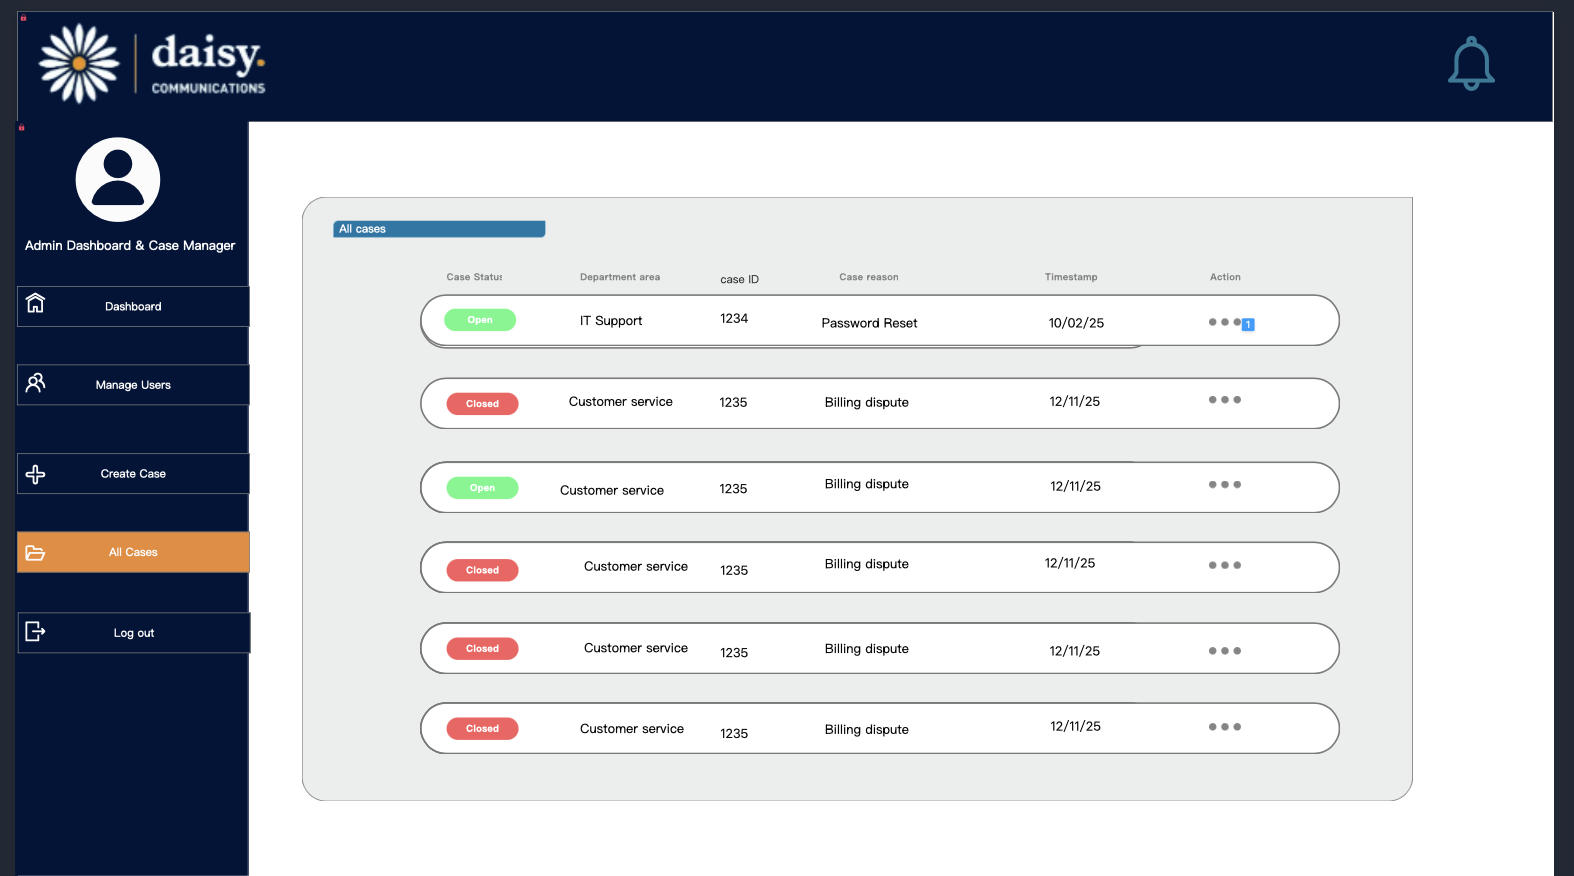 daisy.
COMMUNICATIONS
Admin Dashboard & Case Manager
Dashboard
Manage Users
Create Case
All Cases
Log out
All cases
Case Status Department area case ID Case reason Timestamp Action
Open IT Support 1234 Password Reset 10/02/25 1
Closed Customer service 1235 Billing dispute 12/11/25
Open Customer service 1235 Billing dispute 12/11/25
Closed Customer service 1235 Billing dispute 12/11/25
Closed Customer service 1235 Billing dispute 12/11/25
Closed Customer service 1235 Billing dispute 12/11/25